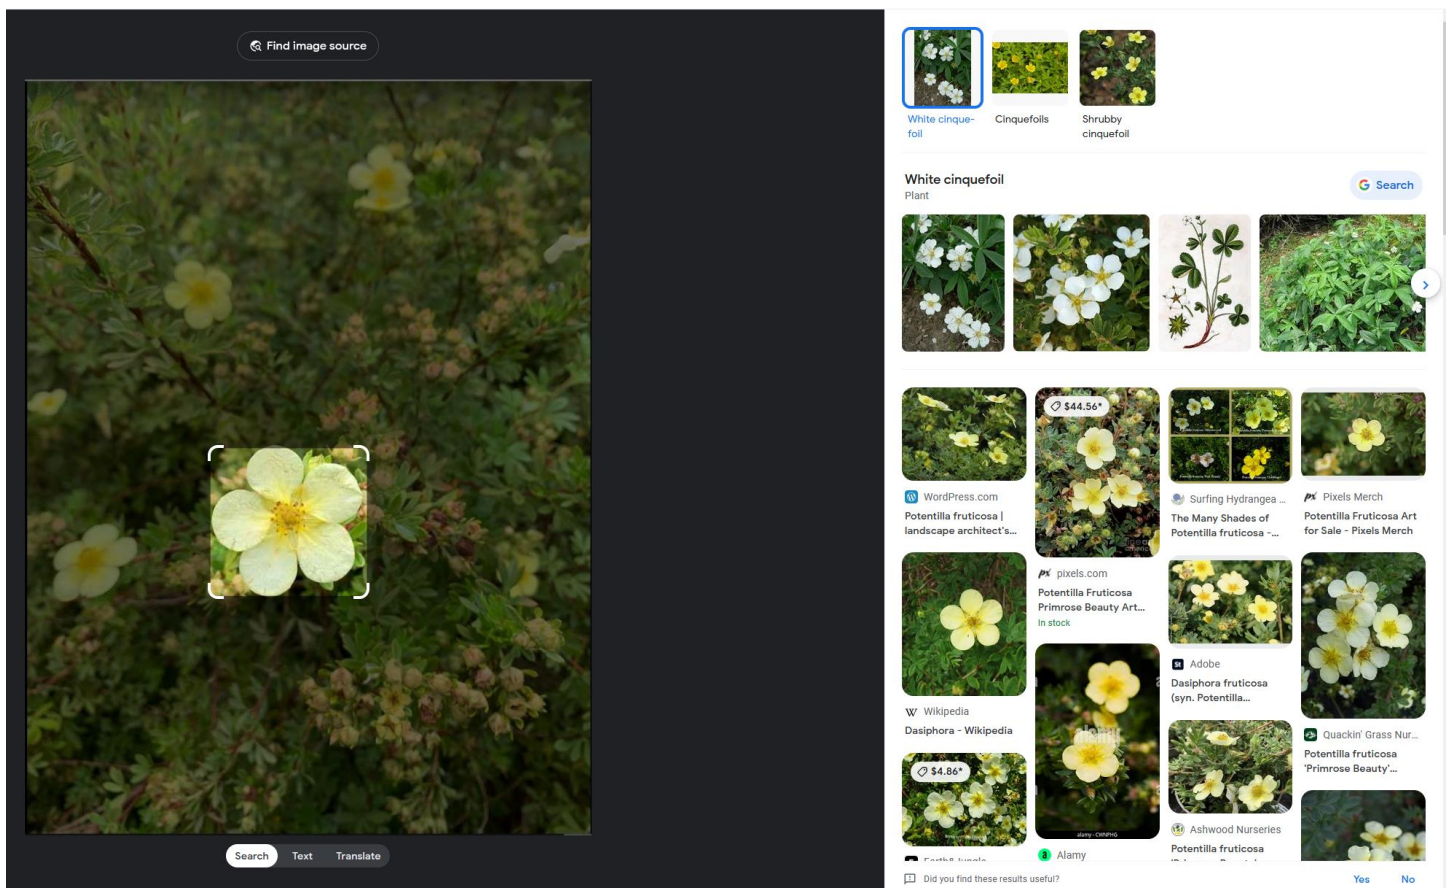 Find image source
Search
Text
Translate
White cinque-
foil
Cinquefoils
Shrubby
cinquefoil
White cinquefoil
Plant
Search
WordPress.com
Potentilla fruticosa |
landscape architect's...
Wikipedia
Dasiphora - Wikipedia
$4.86*
$44.56*
pixels.com
Potentilla Fruticosa
Primrose Beauty Art...
In stock
alamy - CWNPHG
Alamy
Surfing Hydrangea ...
The Many Shades of
Potentilla fruticosa -...
Adobe
Dasiphora fruticosa
(syn. Potentilla...
Ashwood Nurseries
Potentilla fruticosa
Pixels Merch
Potentilla Fruticosa Art
for Sale - Pixels Merch
Quackin' Grass Nur...
Potentilla fruticosa
'Primrose Beauty'...
Did you find these results useful?
Yes
No